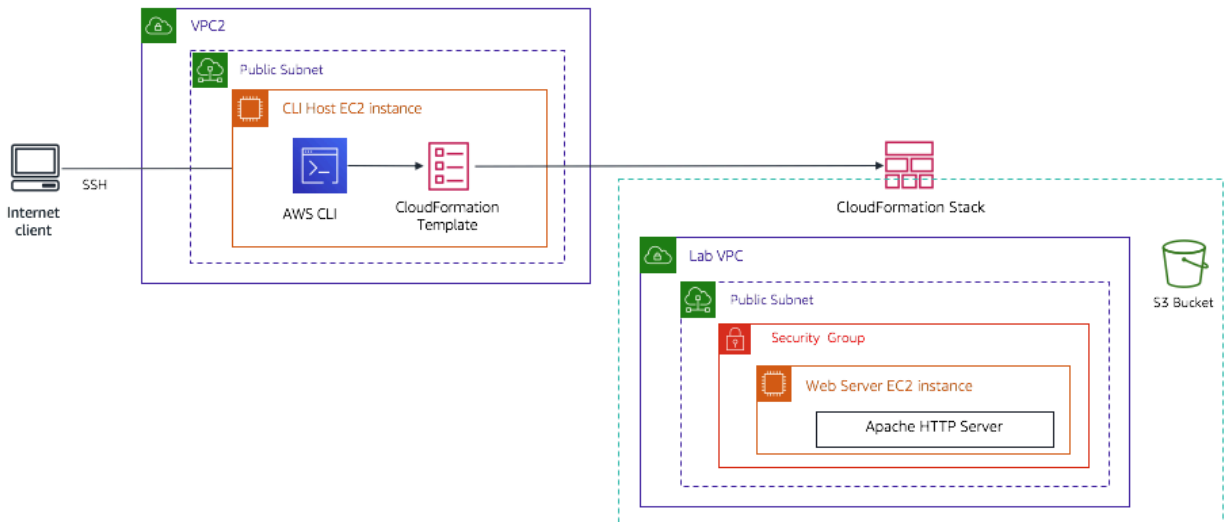 VPC2
Public Subnet
CLI Host EC2 instance
SSH
Internet
client
AWS CLI
CloudFormation
Template
CloudFormation Stack
Lab VPC
Public Subnet
Security Group
Web Server EC2 instance
Apache HTTP Server
S3 Bucket